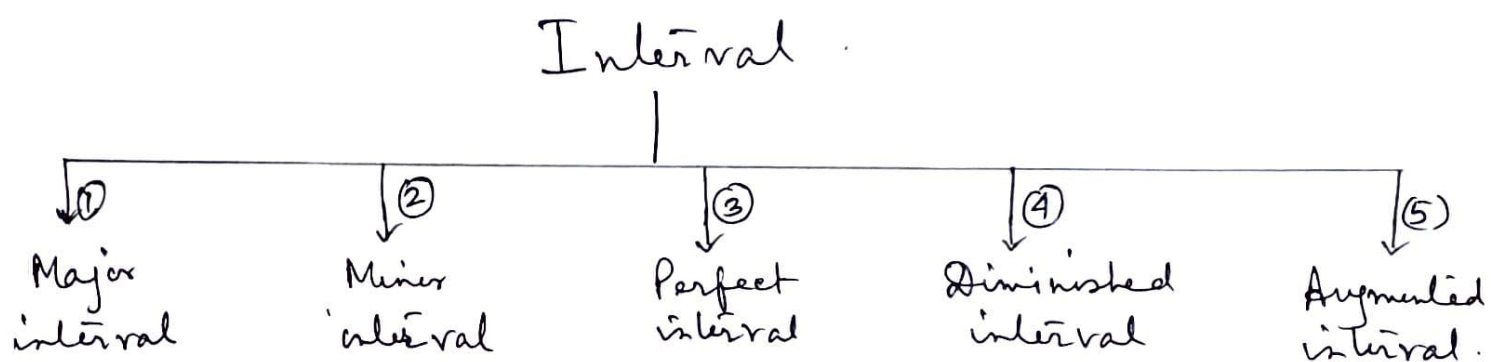 Interval
① ② ③ ④ ⑤
Major Minor Perfect Diminished Augmented
interval interval interval interval interval.